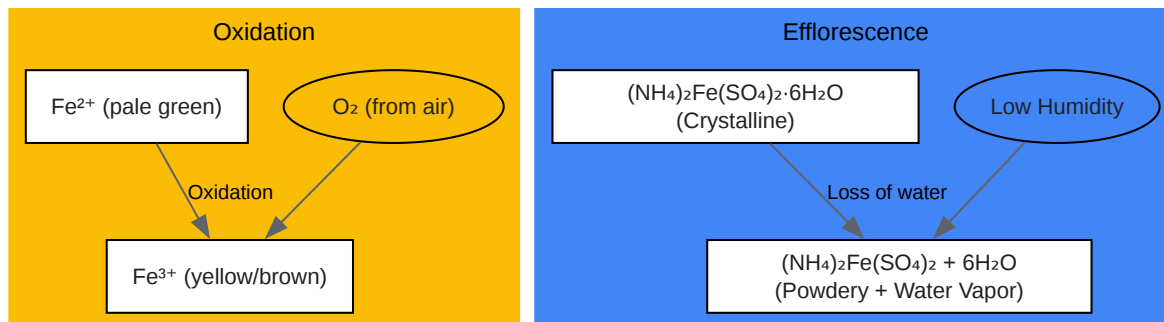 Oxidation
Fe²⁺ (pale green)
O₂ (from air)
Oxidation
Fe³⁺ (yellow/brown)
Efflorescence
(NH₄)₂Fe(SO₄)₂·6H₂O
(Crystalline)
Low Humidity
Loss of water
(NH₄)₂Fe(SO₄)₂ + 6H₂O
(Powdery + Water Vapor)